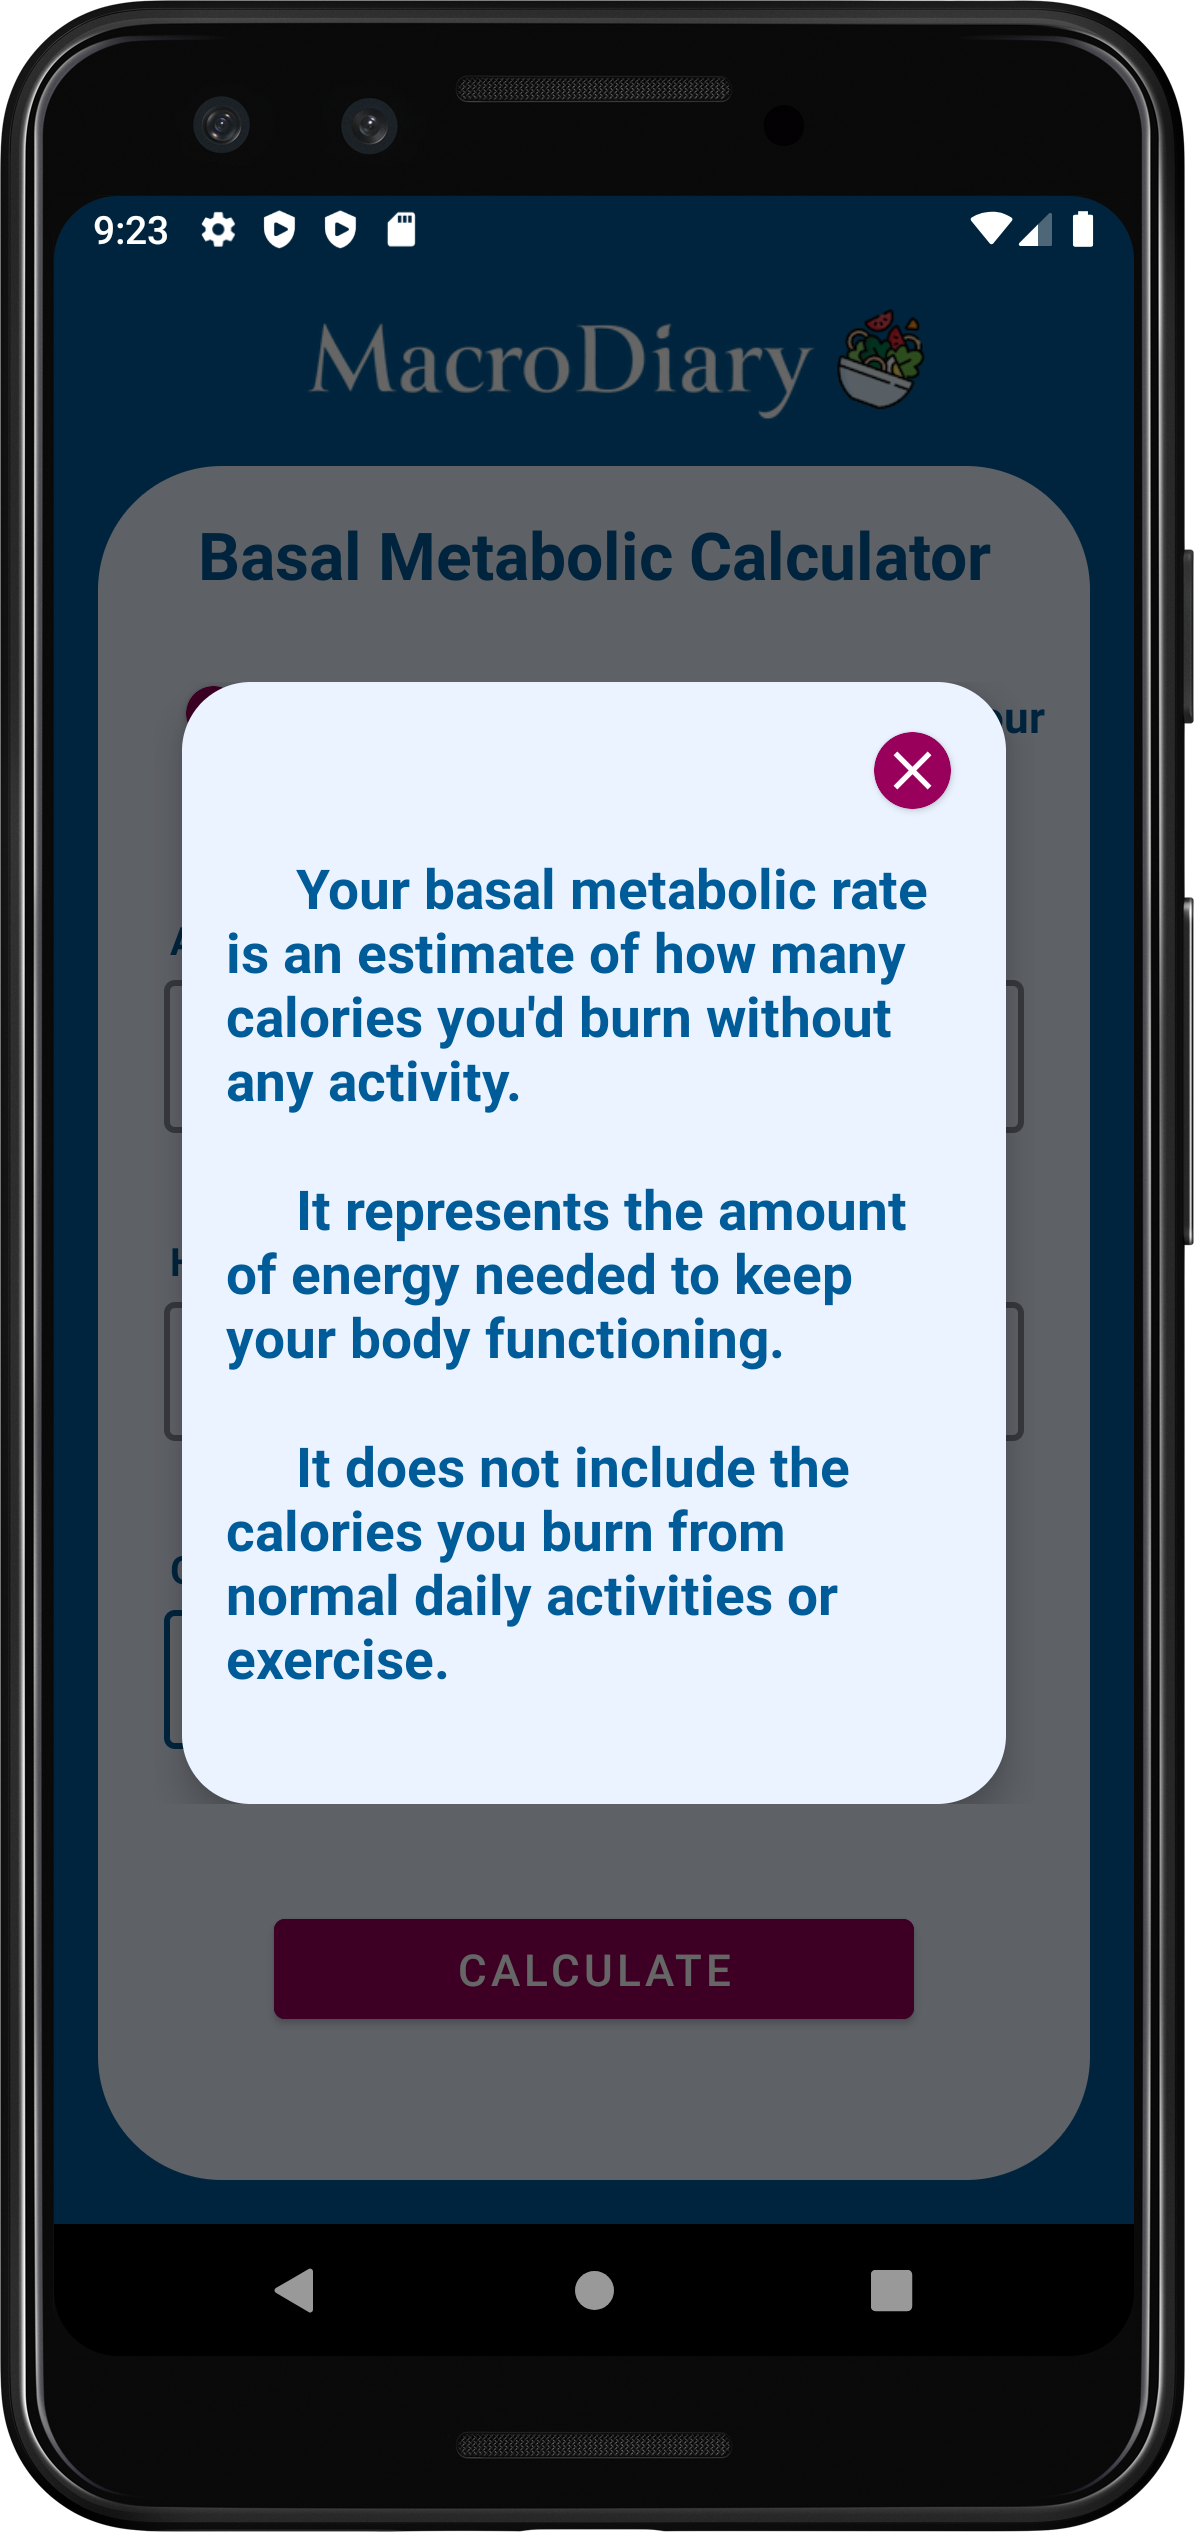 9:23
MacroDiary
Basal Metabolic Calculator
Your basal metabolic rate
is an estimate of how many
calories you'd burn without
any activity.
It represents the amount
of energy needed to keep
your body functioning.
It does not include the
calories you burn from
normal daily activities or
exercise.
CALCULATE